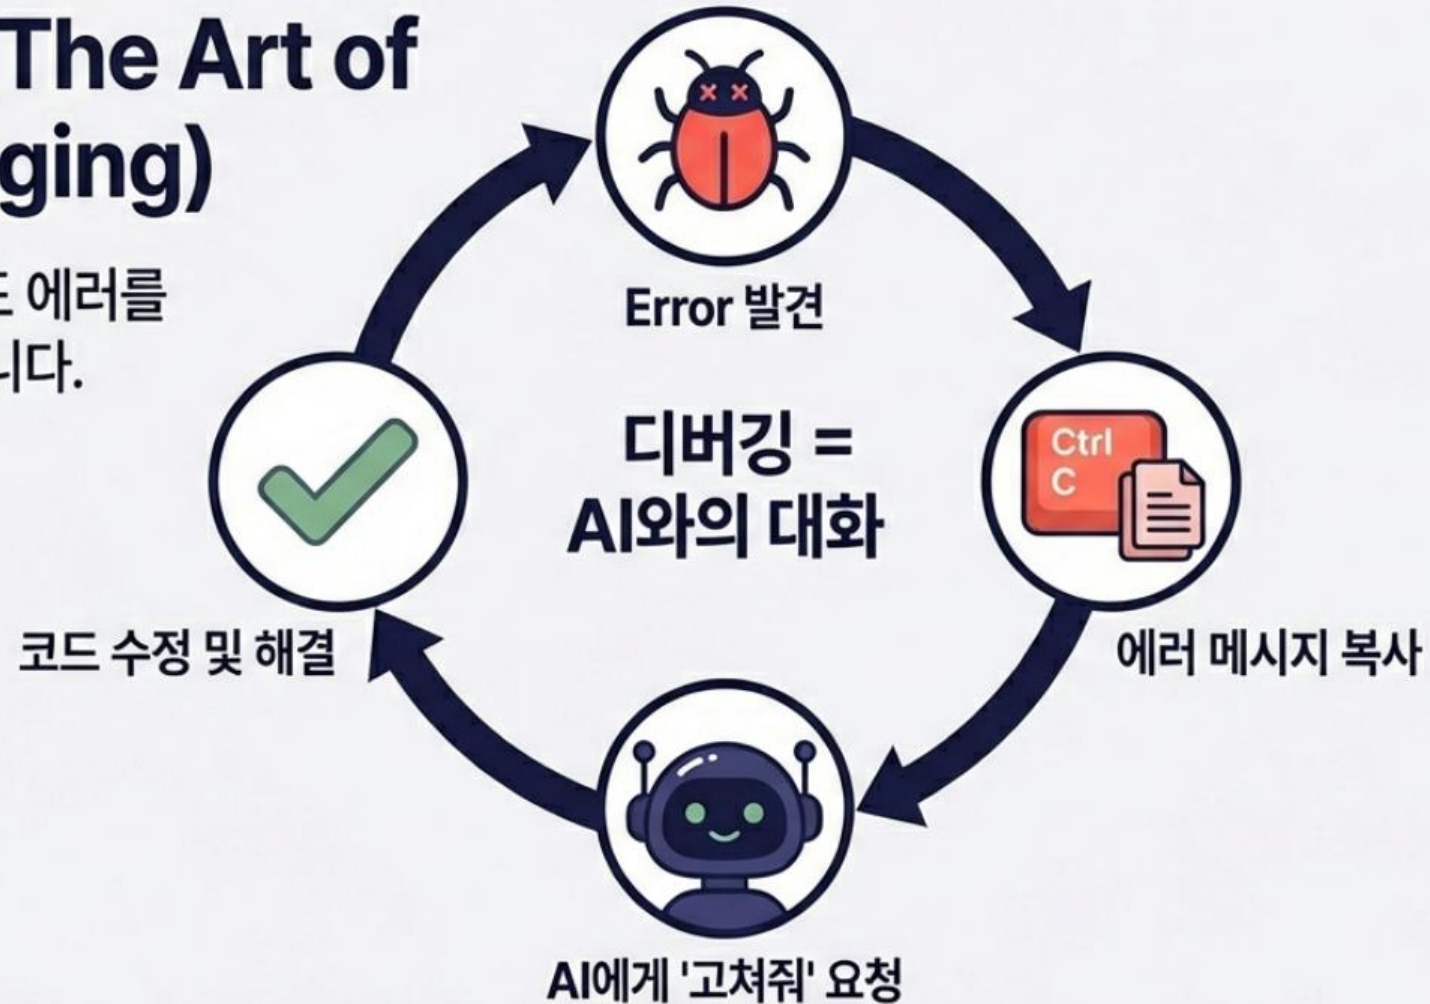 The Art of
ging)
에러를
니다.
Error 발견
디버깅 =
AI와의 대화
Ctrl
C
코드 수정 및 해결
에러 메시지 복사
AI에게 '고쳐줘' 요청